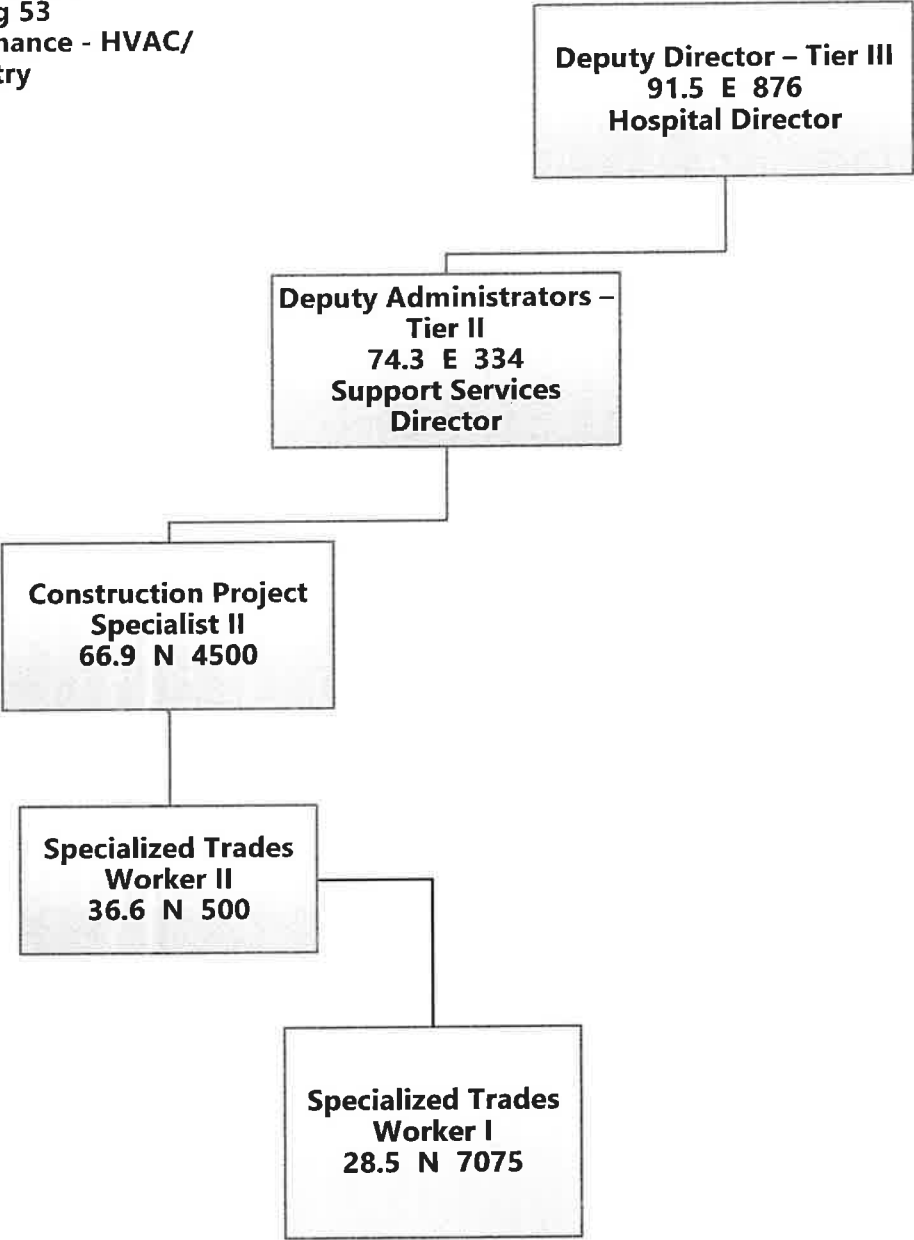 53
HVAC/
Deputy Director – Tier III
91.5 E 876
Hospital Director
Deputy Administrators –
Tier II
74.3 E 334
Support Services
Director
Construction Project
Specialist II
66.9 N 4500
Specialized Trades
Worker II
36.6 N 500
Specialized Trades
Worker I
28.5 N 7075